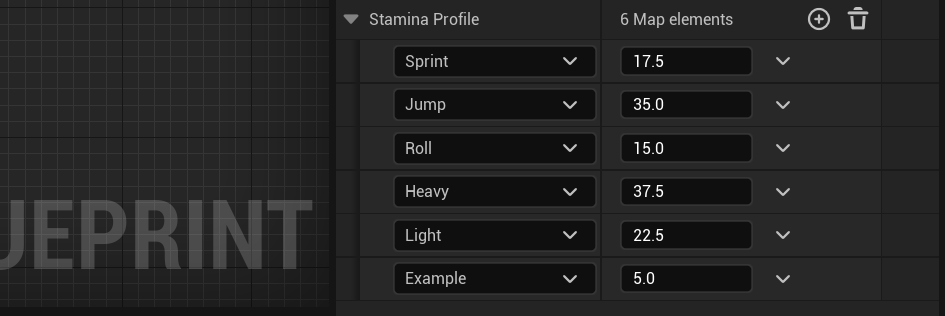 Stamina Profile 6 Map elements
Sprint 17.5
Jump 35.0
Roll 15.0
Heavy 37.5
Light 22.5
Example 5.0
UEPRINT